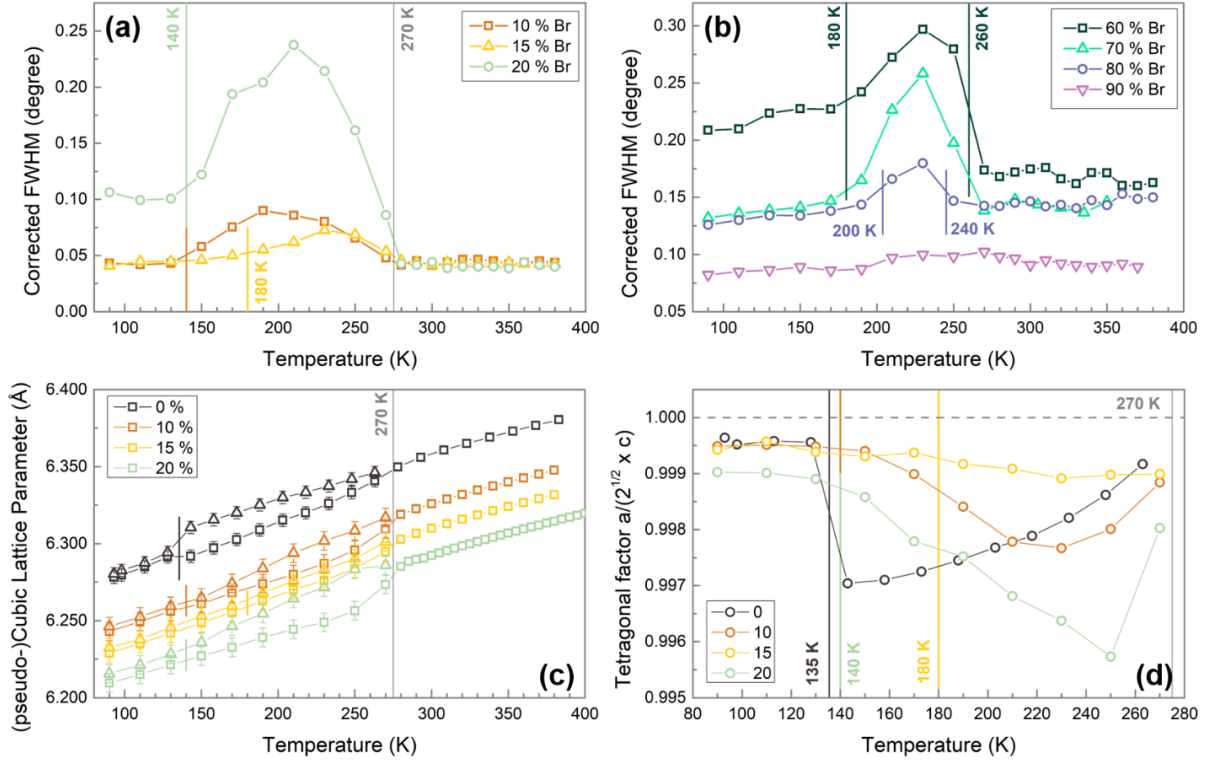 (a)
140 K
270 K
10 % Br
15 % Br
20 % Br
180 K
0.25
0.20
0.15
0.10
0.05
0.00
Corrected FWHM (degree)
100 150 200 250 300 350 400
Temperature (K)
(b)
180 K
260 K
60 % Br
70 % Br
80 % Br
90 % Br
200 K
240 K
0.30
0.25
0.20
0.15
0.10
0.05
Corrected FWHM (degree)
100 150 200 250 300 350 400
Temperature (K)
0 %
10 %
15 %
20 %
270 K
(c)
6.400
6.350
6.300
6.250
6.200
(pseudo-)Cubic Lattice Parameter (Å)
100 150 200 250 300 350 400
Temperature (K)
270 K
135 K
140 K
180 K
0
10
15
20
(d)
1.000
0.999
0.998
0.997
0.996
0.995
Tetragonal factor a/(2^1/2 x c)
80 100 120 140 160 180 200 220 240 260 280
Temperature (K)